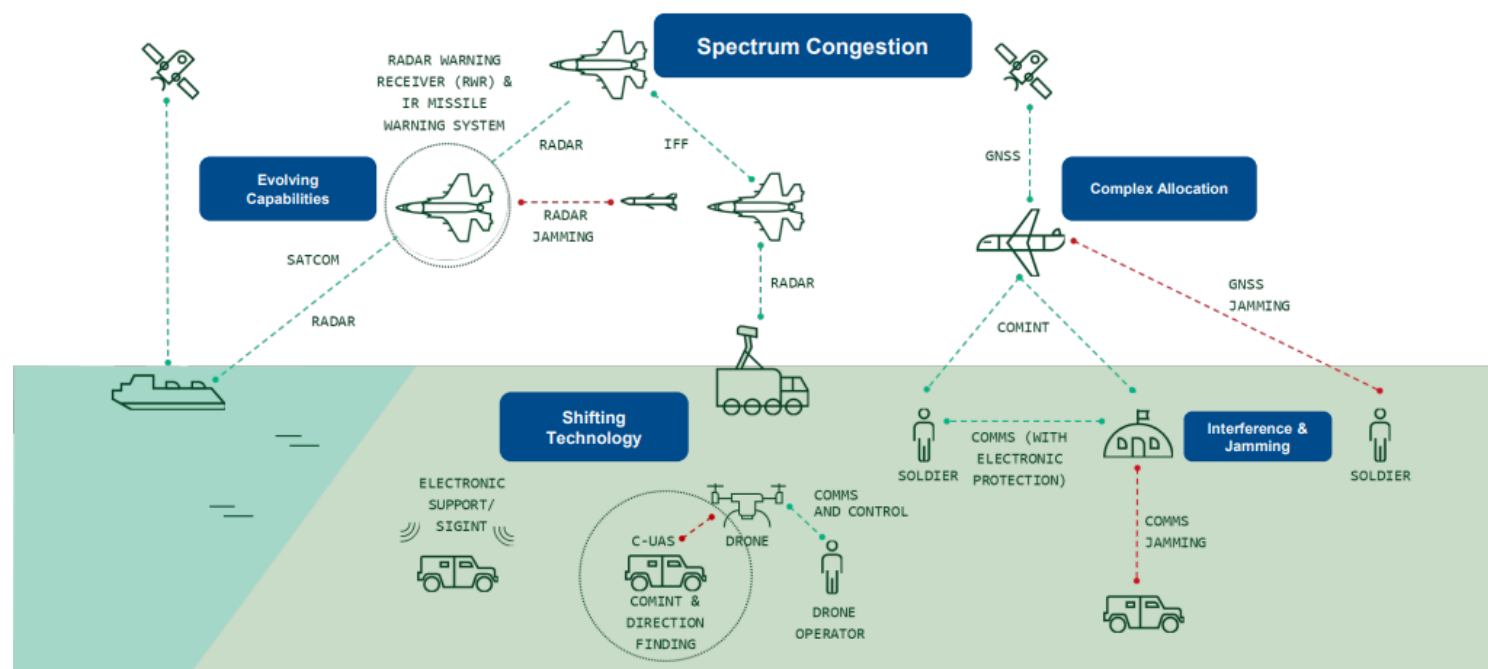 Spectrum Congestion
RADAR WARNING
RECEIVER (RWR) &
IR MISSILE
WARNING SYSTEM
RADAR
IFF
GNSS
Evolving
Capabilities
Complex Allocation
RADAR
JAMMING
SATCOM
RADAR
RADAR
GNSS
JAMMING
COMINT
Shifting
Technology
Interference &
Jamming
COMMS (WITH
ELECTRONIC
PROTECTION)
SOLDIER
SOLDIER
ELECTRONIC
SUPPORT/
SIGINT
COMMS
AND CONTROL
C-UAS
DRONE
COMMS
JAMMING
COMINT &
DIRECTION
FINDING
DRONE
OPERATOR